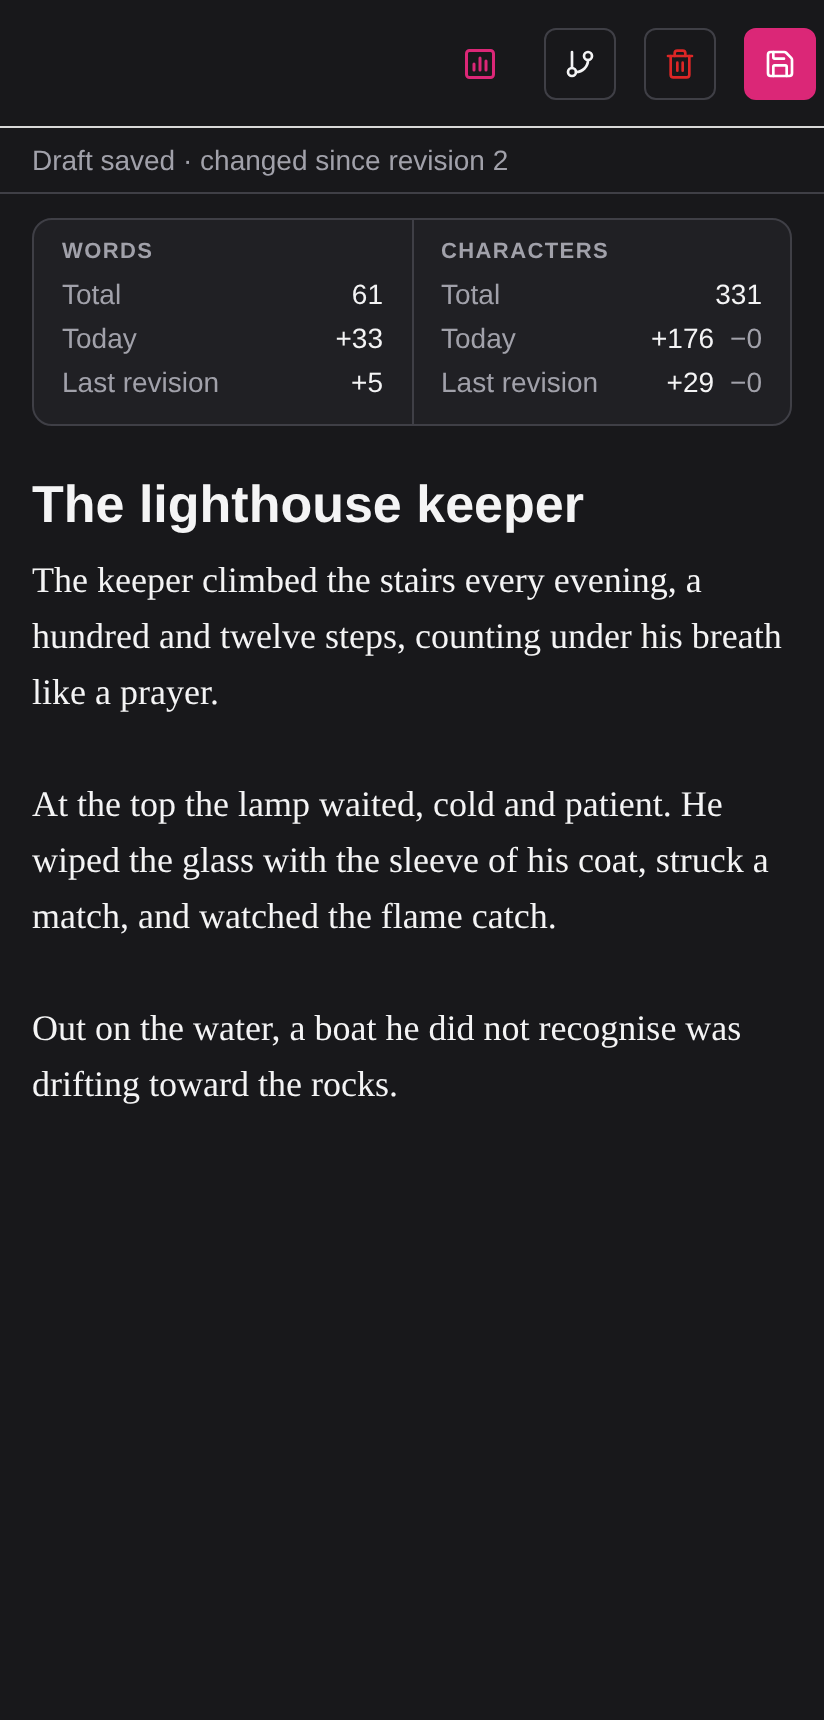 Draft saved · changed since revision 2
WORDS
Total 61
Today +33
Last revision +5
CHARACTERS
Total 331
Today +176 −0
Last revision +29 −0
The lighthouse keeper
The keeper climbed the stairs every evening, a
hundred and twelve steps, counting under his breath
like a prayer.
At the top the lamp waited, cold and patient. He
wiped the glass with the sleeve of his coat, struck a
match, and watched the flame catch.
Out on the water, a boat he did not recognise was
drifting toward the rocks.